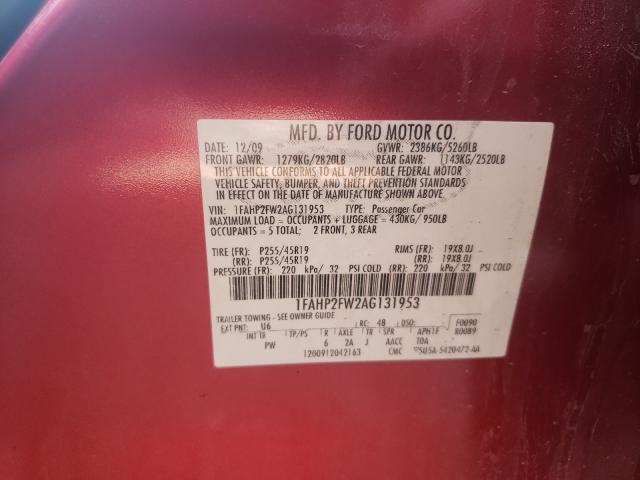 MFD. BY FORD MOTOR CO.
DATE: 12/09 GVWR: 2386KG/5260LB
FRONT GAWR: 1279KG/2820LB REAR GAWR: 1143KG/2520LB
THIS VEHICLE CONFORMS TO ALL APPLICABLE FEDERAL MOTOR
VEHICLE SAFETY, BUMPER, AND THEFT PREVENTION STANDARDS
IN EFFECT ON THE DATE OF MANUFACTURE SHOWN ABOVE.
VIN: 1FAHP2FW2AG131953 TYPE: Passenger Car
MAXIMUM LOAD = OCCUPANTS + LUGGAGE = 430KG/ 950LB
OCCUPANTS = 5 TOTAL; 2 FRONT, 3 REAR
TIRE (FR): P255/45R19 RIMS (FR): 19X8.0J
(RR): P255/45R19 (RR): 19X8.0J
PRESSURE (FR): 220 kPa/ 32 PSI COLD (RR): 220 kPa/ 32 PSI COLD
1FAHP2FW2AG131953
TRAILER TOWING - SEE OWNER GUIDE
EXT PNT: U6 RC: 48 DSO: F0090
INT TR TP/PS R AXLE TR SPR APHTF R0089
PW 6 2A J AACC TOA
1200912042163 CMC 5U5A-5420472-AA